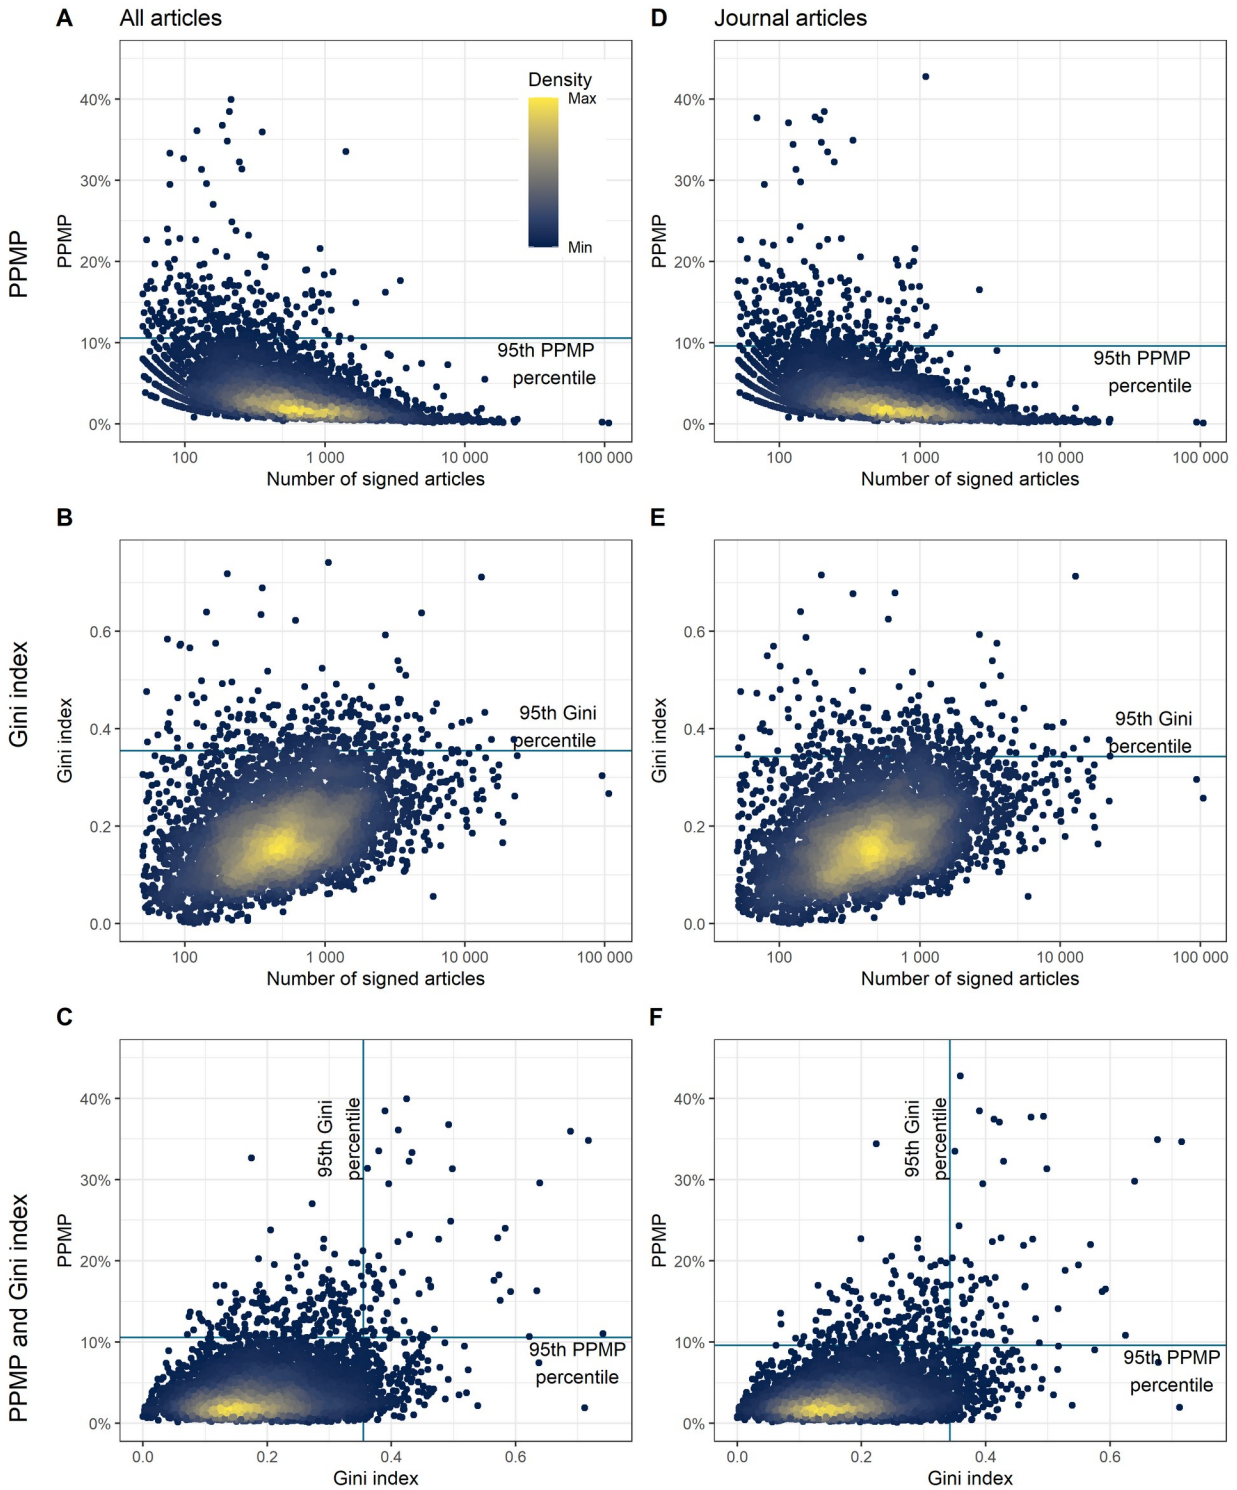 A All articles
D Journal articles
PPMP
PPMP
40%
30%
20%
10%
0%
Density
Max
Min
95th PPMP
percentile
100 1 000 10 000 100 000
Number of signed articles
PPMP
40%
30%
20%
10%
0%
95th PPMP
percentile
100 1 000 10 000 100 000
Number of signed articles
B
E
Gini index
Gini index
0.6
0.4
0.2
0.0
95th Gini
percentile
100 1 000 10 000 100 000
Number of signed articles
Gini index
0.6
0.4
0.2
0.0
95th Gini
percentile
100 1 000 10 000 100 000
Number of signed articles
C
F
PPMP and Gini index
PPMP
40%
30%
20%
10%
0%
95th Gini
percentile
95th PPMP
percentile
0.0 0.2 0.4 0.6
Gini index
PPMP
40%
30%
20%
10%
0%
95th Gini
percentile
95th PPMP
percentile
0.0 0.2 0.4 0.6
Gini index